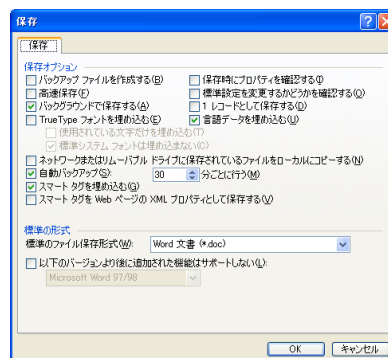 保存
保存
保存オプション
バックアップ ファイルを作成する(B)
保存時にプロパティを確認する(I)
高速保存(F)
標準設定を変更するかどうかを確認する(O)
バックグラウンドで保存する(A)
1 レコードとして保存する(D)
TrueType フォントを埋め込む(E)
言語データを埋め込む(U)
使用されている文字だけを埋め込む(T)
標準システム フォントは埋め込まない(C)
ネットワークまたはリムーバブル ドライブに保存されているファイルをローカルにコピーする(N)
自動バックアップ(S): 30 分ごとに行う(M)
スマート タグを埋め込む(G)
スマート タグを Web ページの XML プロパティとして保存する(V)
標準の形式
標準のファイル保存形式(W): Word 文書 (*.doc)
以下のバージョンより後に追加された機能はサポートしない(L):
Microsoft Word 97/98
OK キャンセル